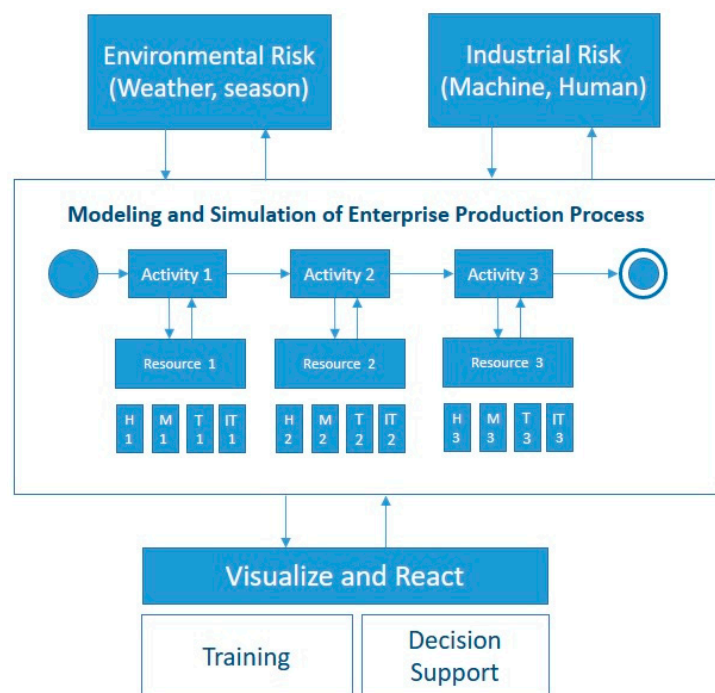 Environmental Risk
(Weather, season)
Industrial Risk
(Machine, Human)
Modeling and Simulation of Enterprise Production Process
Activity 1
Activity 2
Activity 3
Resource 1
Resource 2
Resource 3
H
1
M
1
T
1
IT
1
H
2
M
2
T
2
IT
2
H
3
M
3
T
3
IT
3
Visualize and React
Training
Decision
Support